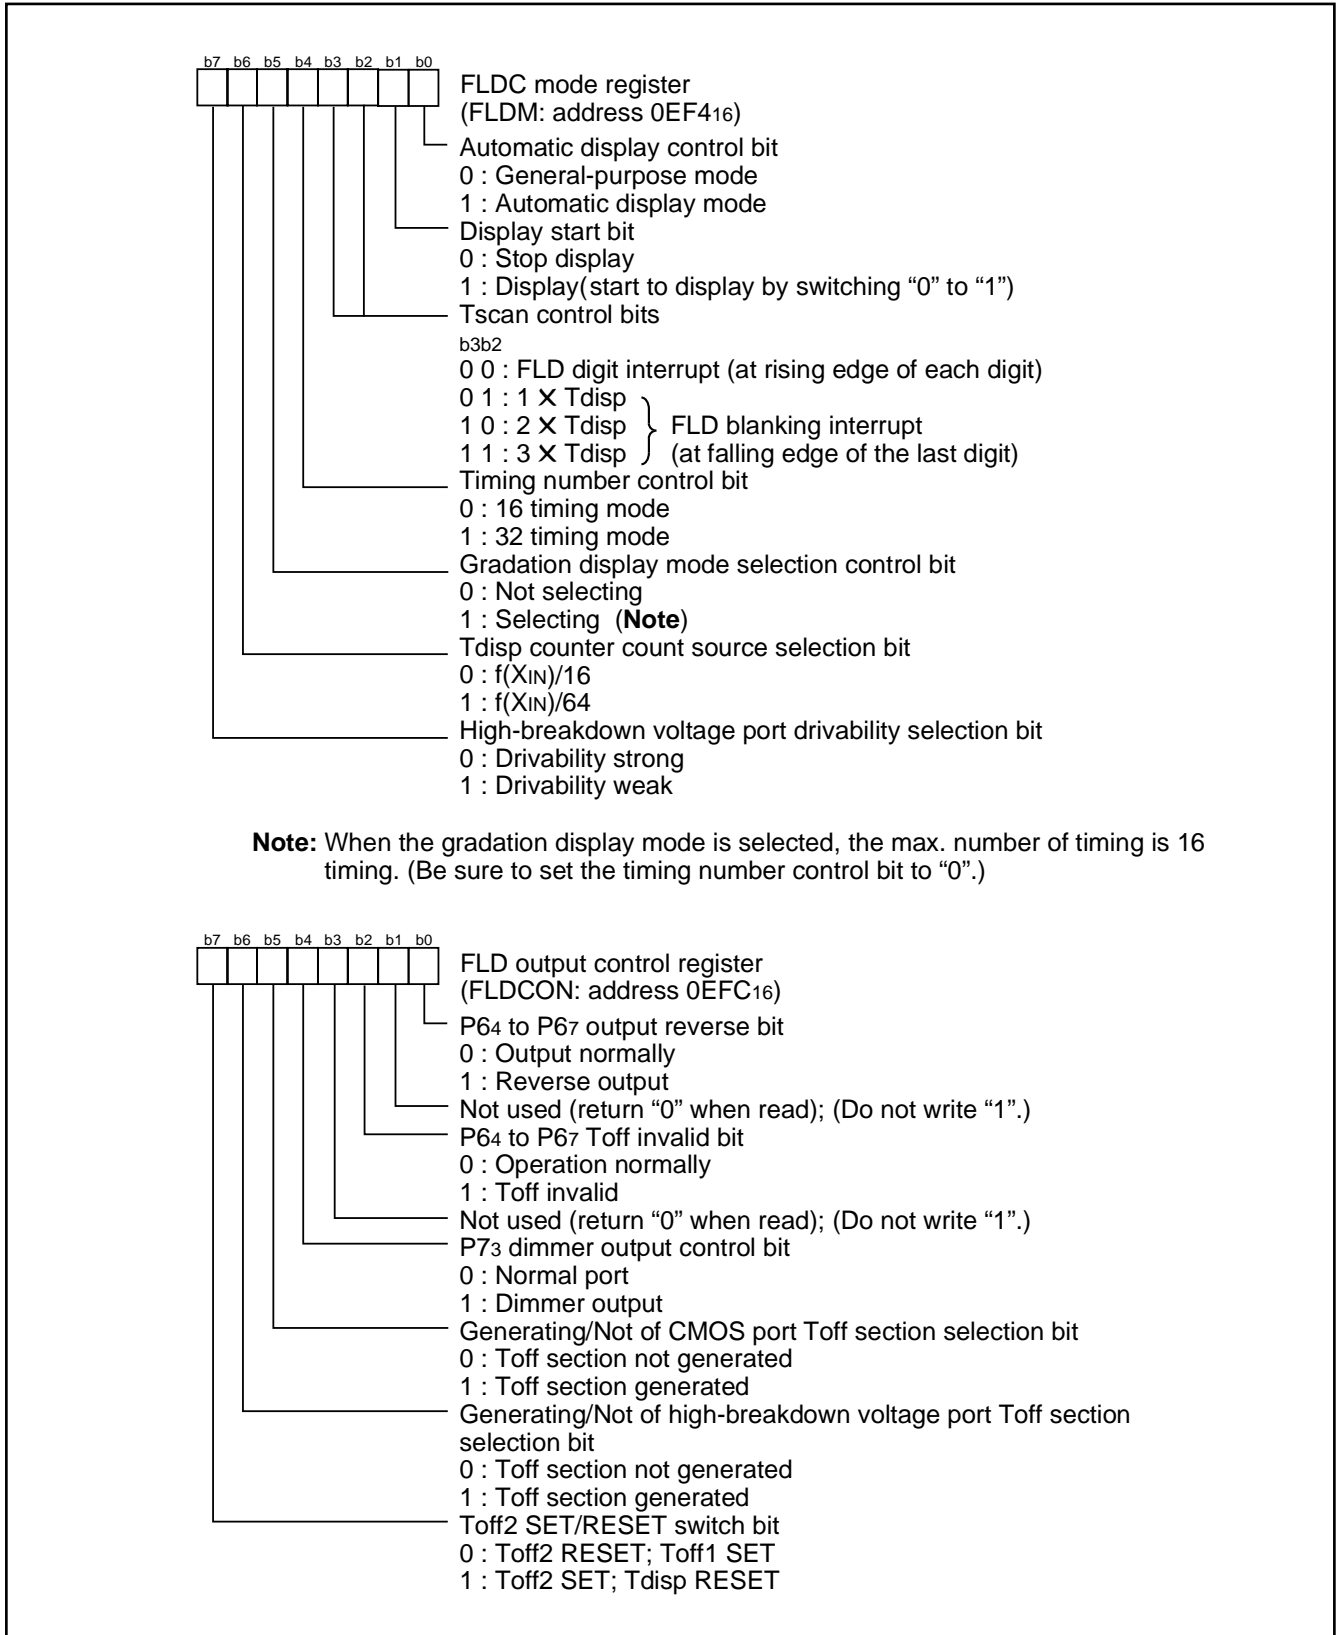 b7 b6 b5 b4 b3 b2 b1 b0
FLDC mode register
(FLDM: address 0EF416)
Automatic display control bit
0 : General-purpose mode
1 : Automatic display mode
Display start bit
0 : Stop display
1 : Display(start to display by switching “0” to “1”)
Tscan control bits
b3b2
0 0 : FLD digit interrupt (at rising edge of each digit)
0 1 : 1 ✕ Tdisp
1 0 : 2 ✕ Tdisp FLD blanking interrupt
1 1 : 3 ✕ Tdisp (at falling edge of the last digit)
Timing number control bit
0 : 16 timing mode
1 : 32 timing mode
Gradation display mode selection control bit
0 : Not selecting
1 : Selecting (Note)
Tdisp counter count source selection bit
0 : f(XIN)/16
1 : f(XIN)/64
High-breakdown voltage port drivability selection bit
0 : Drivability strong
1 : Drivability weak
Note: When the gradation display mode is selected, the max. number of timing is 16
timing. (Be sure to set the timing number control bit to “0”.)
b7 b6 b5 b4 b3 b2 b1 b0
FLD output control register
(FLDCON: address 0EFC16)
P64 to P67 output reverse bit
0 : Output normally
1 : Reverse output
Not used (return “0” when read); (Do not write “1”.)
P64 to P67 Toff invalid bit
0 : Operation normally
1 : Toff invalid
Not used (return “0” when read); (Do not write “1”.)
P73 dimmer output control bit
0 : Normal port
1 : Dimmer output
Generating/Not of CMOS port Toff section selection bit
0 : Toff section not generated
1 : Toff section generated
Generating/Not of high-breakdown voltage port Toff section
selection bit
0 : Toff section not generated
1 : Toff section generated
Toff2 SET/RESET switch bit
0 : Toff2 RESET; Toff1 SET
1 : Toff2 SET; Tdisp RESET